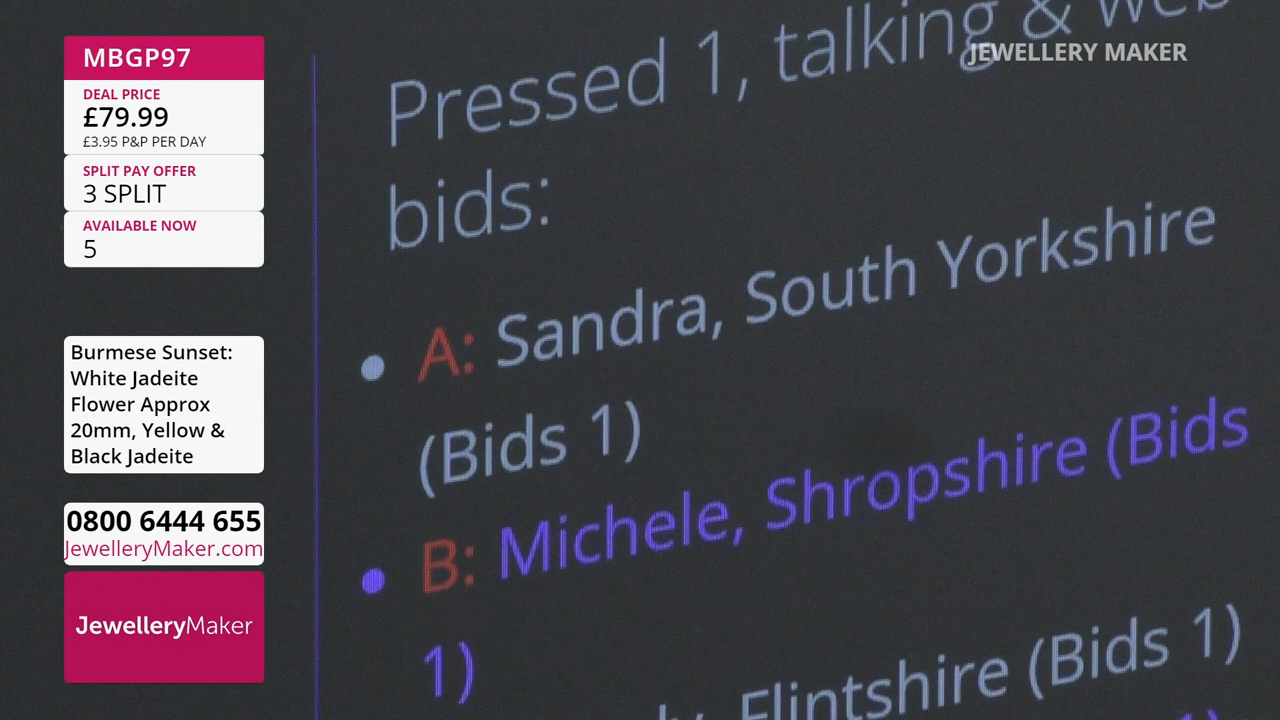 MBGP97
DEAL PRICE
£79.99
£3.95 P&P PER DAY
SPLIT PAY OFFER
3 SPLIT
AVAILABLE NOW
5
Burmese Sunset:
White Jadeite
Flower Approx
20mm, Yellow &
Black Jadeite
0800 6444 655
JewelleryMaker.com
JewelleryMaker
JEWELLERY MAKER
Pressed 1, talking & web
bids:
• A: Sandra, South Yorkshire
(Bids 1)
• B: Michele, Shropshire (Bids
1)
Flintshire (Bids 1)